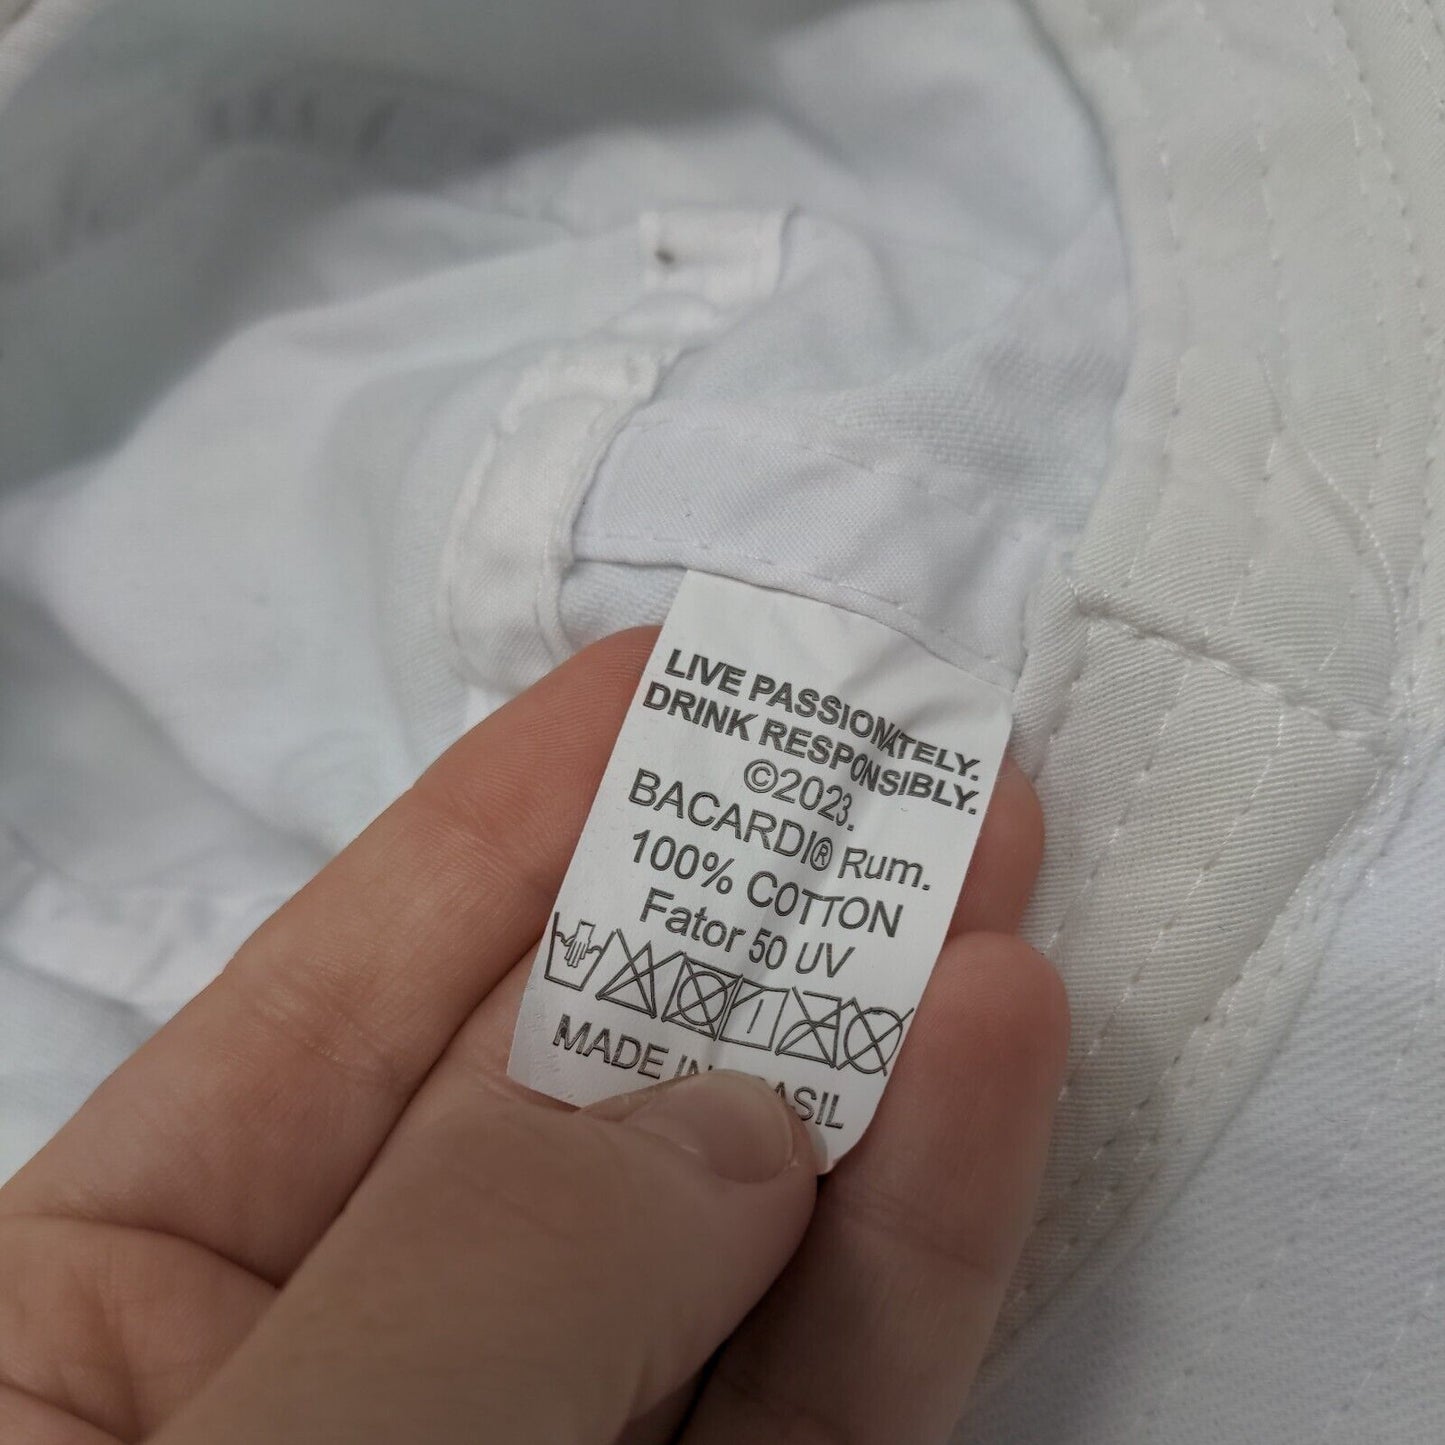 LIVE PASSIONATELY.
DRINK RESPONSIBLY.
©2023.
BACARDI® Rum.
100% COTTON
Fator 50 UV
MADE IN